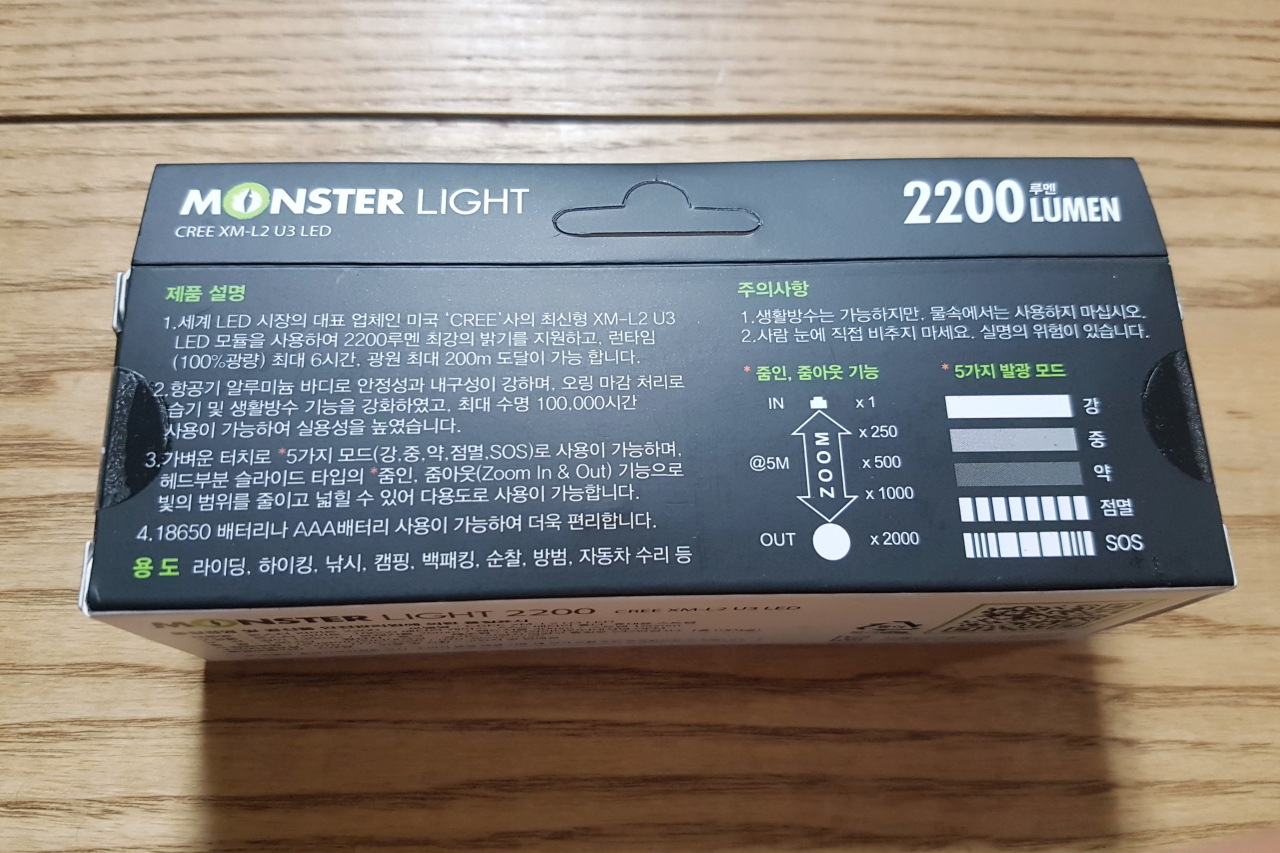 MONSTER LIGHT
CREE XM-L2 U3 LED
2200 루멘 LUMEN
제품 설명
1.세계 LED 시장의 대표 업체인 미국 'CREE'사의 최신형 XM-L2 U3
LED 모듈을 사용하여 2200루멘 최강의 밝기를 지원하고, 런타임
(100%광량) 최대 6시간, 광원 최대 200m 도달이 가능 합니다.
2.항공기 알루미늄 바디로 안정성과 내구성이 강하며, 오링 마감 처리로
습기 및 생활방수 기능을 강화하였고, 최대 수명 100,000시간
사용이 가능하여 실용성을 높였습니다.
3.가벼운 터치로 *5가지 모드(강,중,약,점멸,SOS)로 사용이 가능하며,
헤드부분 슬라이드 타입의 *줌인, 줌아웃(Zoom In & Out) 기능으로
빛의 범위를 줄이고 넓힐 수 있어 다용도로 사용이 가능합니다.
4.18650 배터리나 AAA배터리 사용이 가능하여 더욱 편리합니다.
용도 라이딩, 하이킹, 낚시, 캠핑, 백패킹, 순찰, 방범, 자동차 수리 등
주의사항
1.생활방수는 가능하지만, 물속에서는 사용하지 마십시오.
2.사람 눈에 직접 비추지 마세요. 실명의 위험이 있습니다.
* 줌인, 줌아웃 기능
IN x 1
x 250
@5M x 500
x 1000
OUT x 2000
ZOOM
* 5가지 발광 모드
강
중
약
점멸
SOS
MONSTER LIGHT 2200 CREE XM-L2 U3 LED